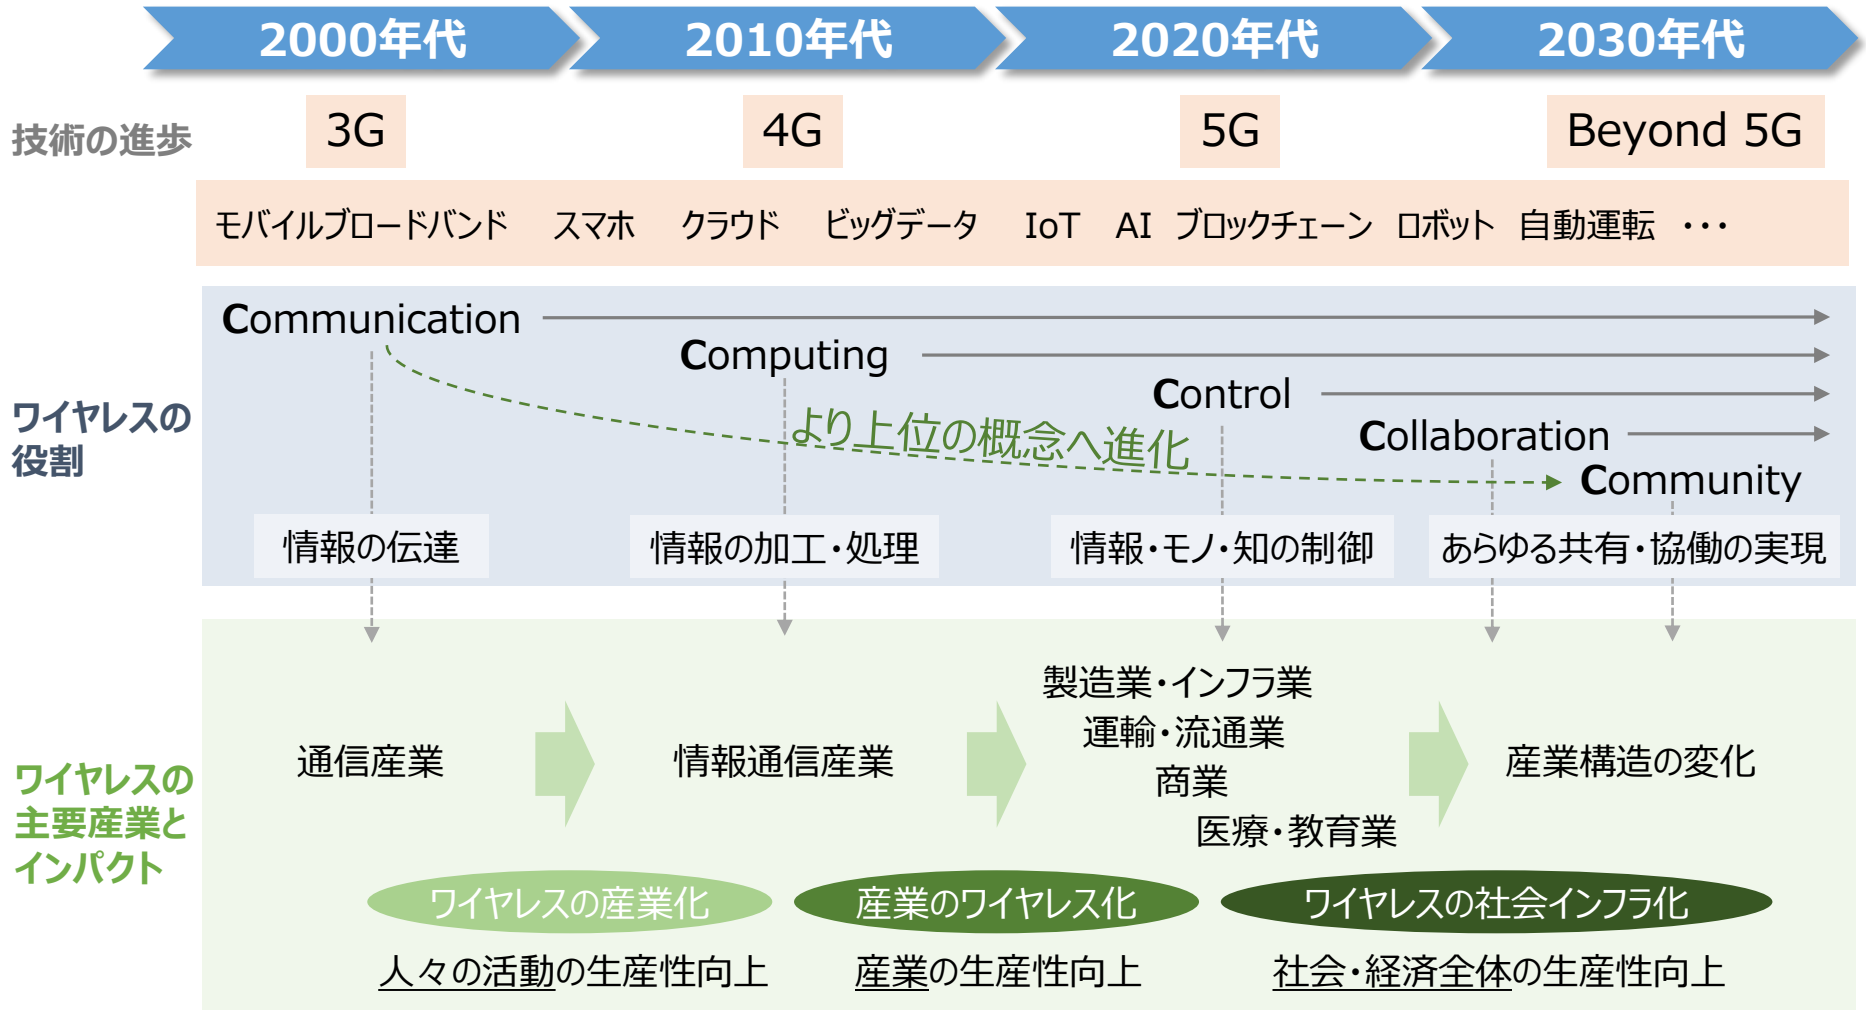 2000年代
2010年代
2020年代
2030年代
技術の進歩
3G
4G
5G
Beyond 5G
モバイルブロードバンド スマホ クラウド ビッグデータ IoT AI ブロックチェーン ロボット 自動運転 ・・・
ワイヤレスの
役割
Communication
Computing
Control
Collaboration
Community
より上位の概念へ進化
情報の伝達
情報の加工・処理
情報・モノ・知の制御
あらゆる共有・協働の実現
ワイヤレスの
主要産業と
インパクト
通信産業
情報通信産業
製造業・インフラ業
運輸・流通業
商業
医療・教育業
産業構造の変化
ワイヤレスの産業化
産業のワイヤレス化
ワイヤレスの社会インフラ化
人々の活動の生産性向上
産業の生産性向上
社会・経済全体の生産性向上